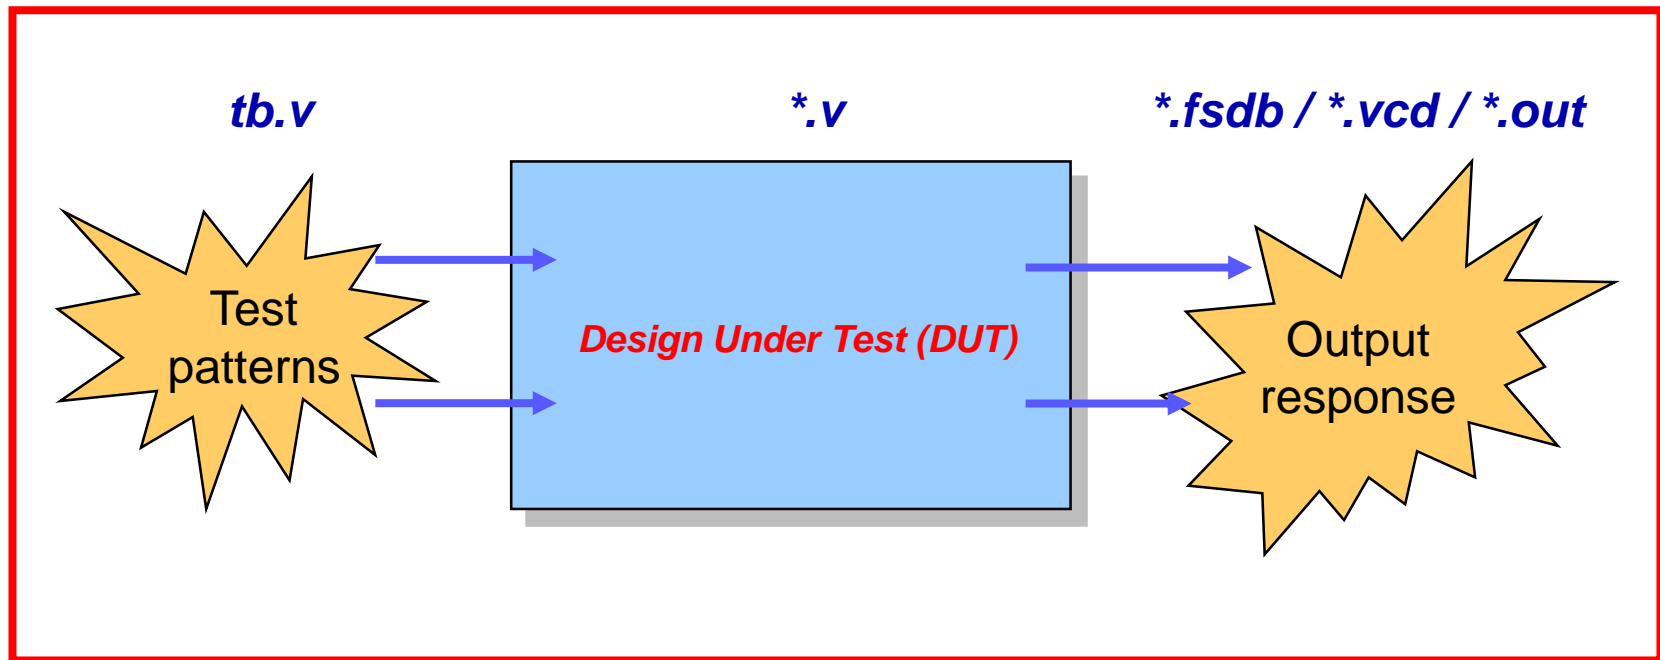 tb.v
*.v
*.fsdb / *.vcd / *.out
Test
patterns
Design Under Test (DUT)
Output
response